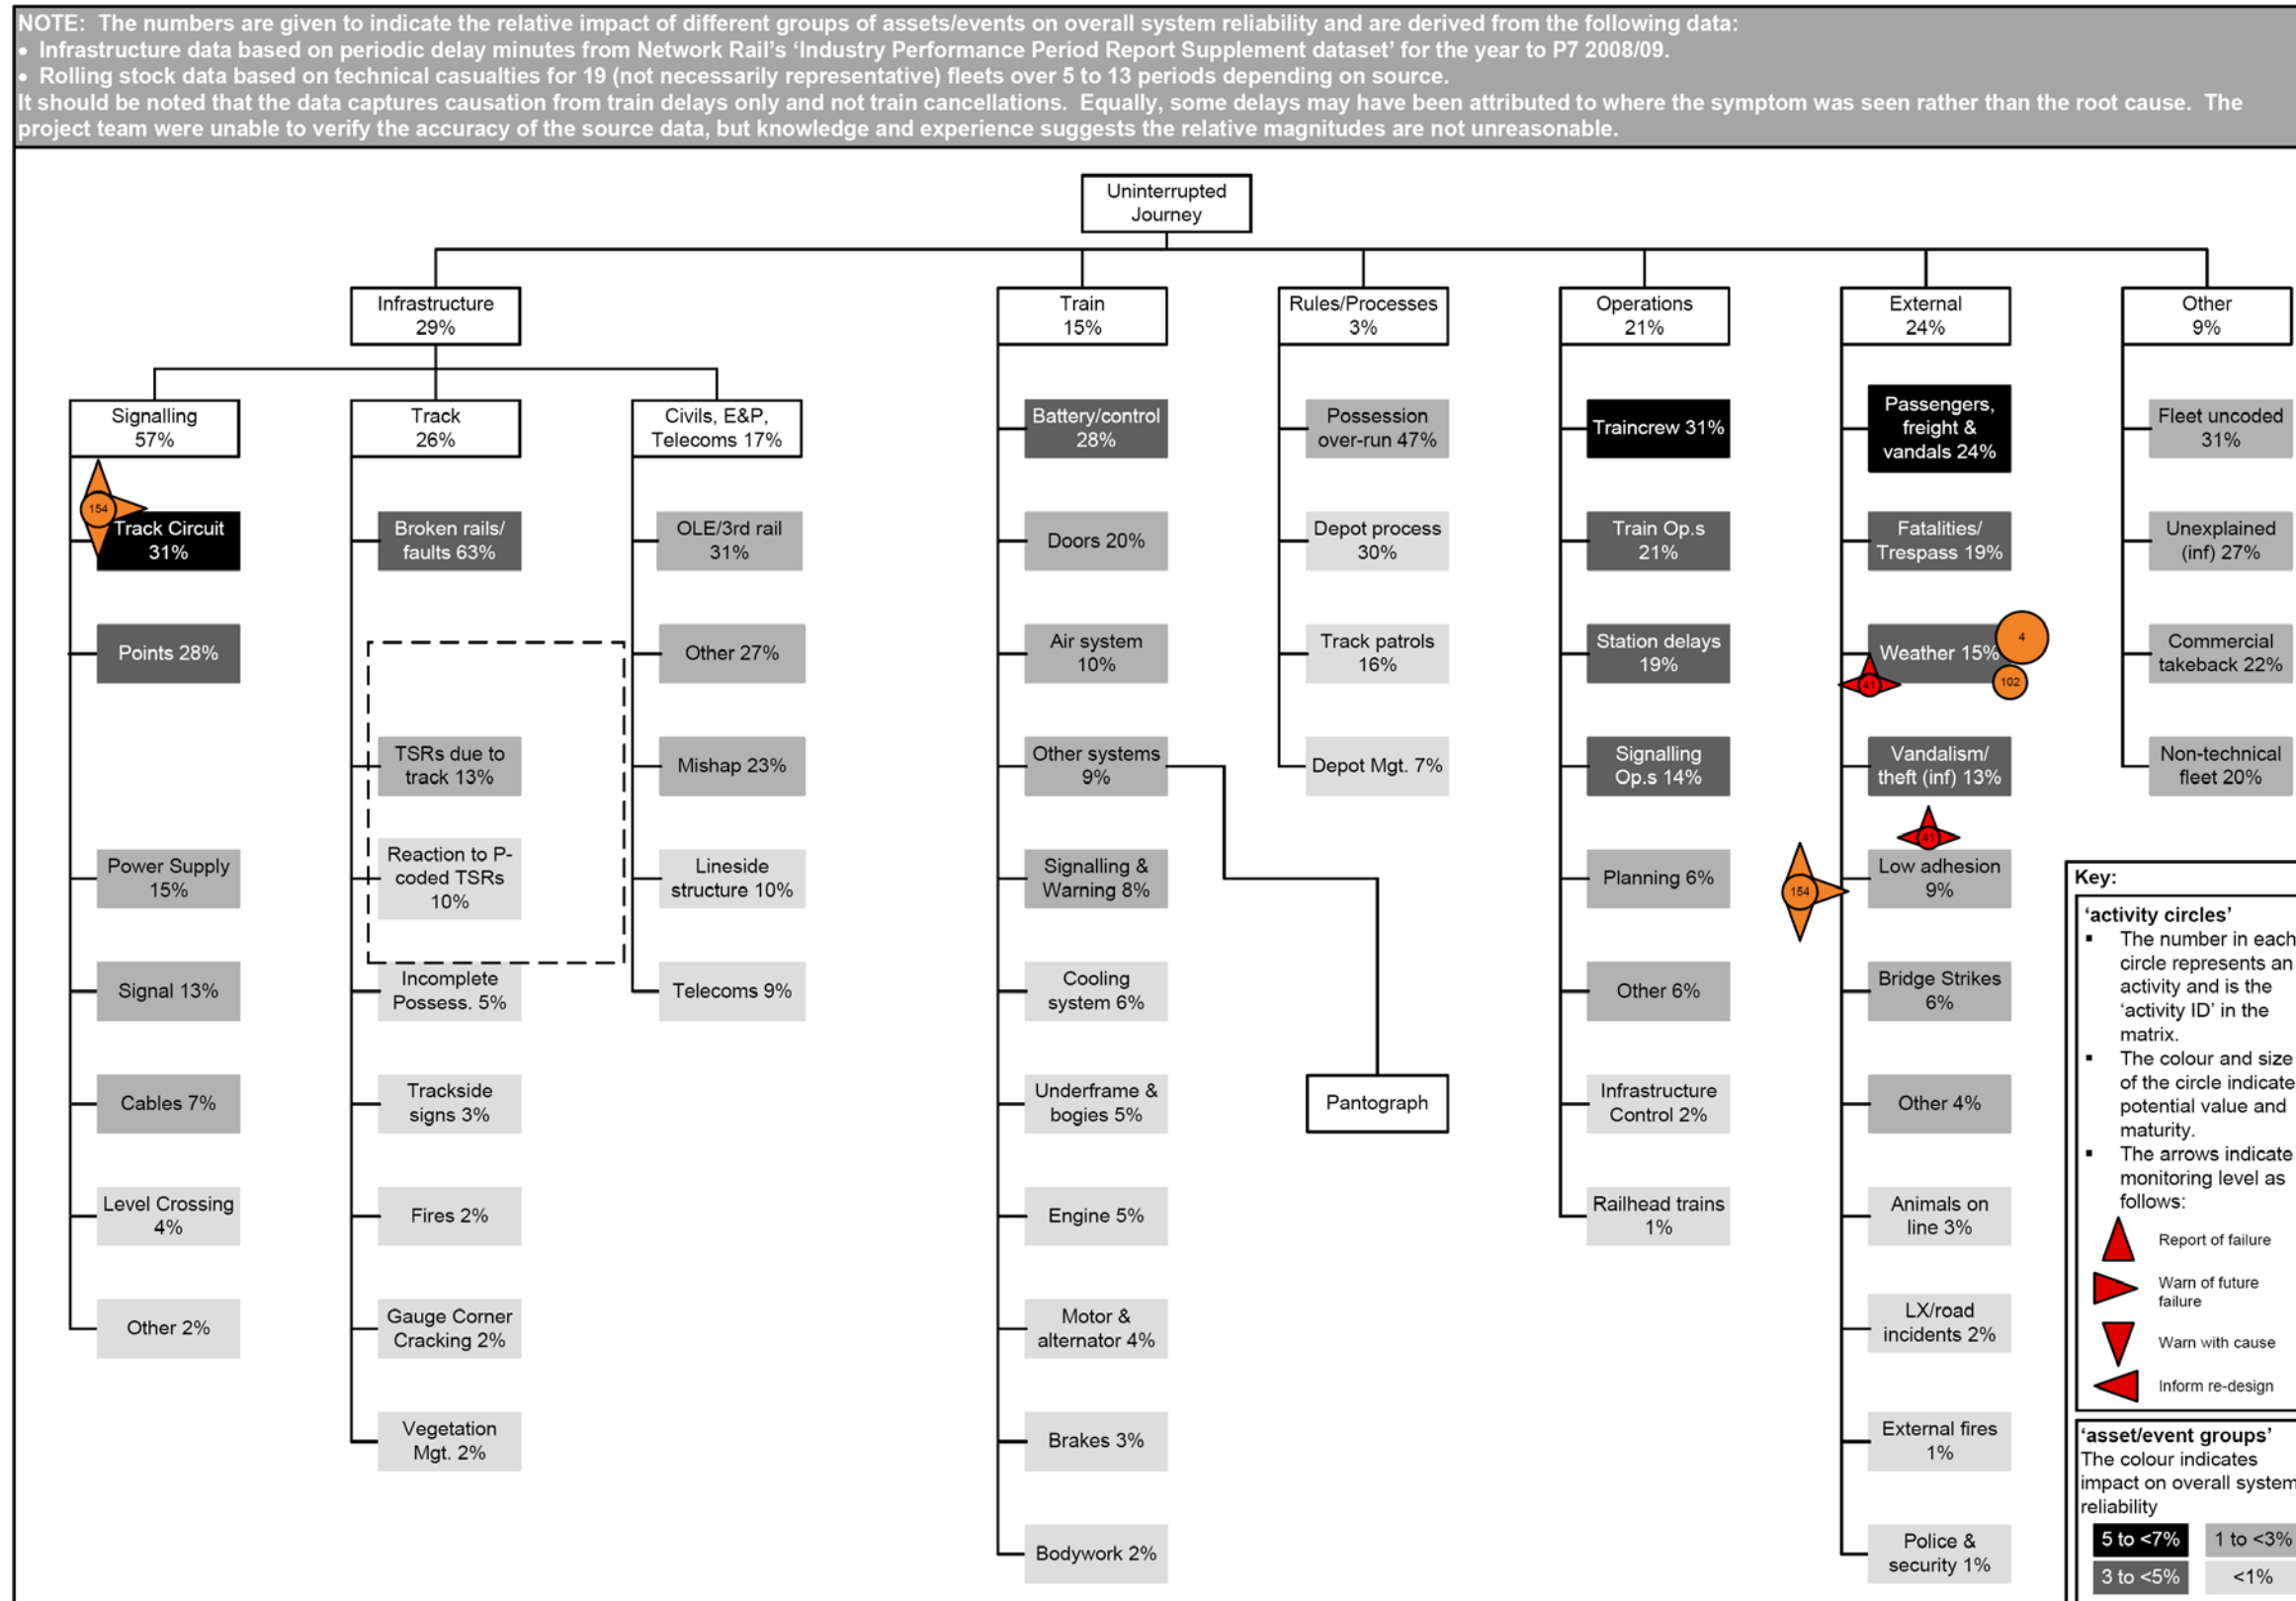 NOTE: The numbers are given to indicate the relative impact of different groups of assets/events on overall system reliability and are derived from the following data:
• Infrastructure data based on periodic delay minutes from Network Rail's 'Industry Performance Period Report Supplement dataset' for the year to P7 2008/09.
• Rolling stock data based on technical casualties for 19 (not necessarily representative) fleets over 5 to 13 periods depending on source.
It should be noted that the data captures causation from train delays only and not train cancellations. Equally, some delays may have been attributed to where the symptom was seen rather than the root cause. The
project team were unable to verify the accuracy of the source data, but knowledge and experience suggests the relative magnitudes are not unreasonable.
Uninterrupted
Journey
Infrastructure
29%
Train
15%
Rules/Processes
3%
Operations
21%
External
24%
Other
9%
Signalling
57%
154
Track Circuit
31%
Points 28%
Power Supply
15%
Signal 13%
Cables 7%
Level Crossing
4%
Other 2%
Track
26%
Broken rails/
faults 63%
TSRs due to
track 13%
Reaction to P-
coded TSRs
10%
Incomplete
Possess. 5%
Trackside
signs 3%
Fires 2%
Gauge Corner
Cracking 2%
Vegetation
Mgt. 2%
Civils, E&P,
Telecoms 17%
OLE/3rd rail
31%
Other 27%
Mishap 23%
Lineside
structure 10%
Telecoms 9%
Battery/control
28%
Doors 20%
Air system
10%
Other systems
9%
Signalling &
Warning 8%
Cooling
system 6%
Underframe &
bogies 5%
Engine 5%
Motor &
alternator 4%
Brakes 3%
Bodywork 2%
Possession
over-run 47%
Depot process
30%
Track patrols
16%
Depot Mgt. 7%
Pantograph
Traincrew 31%
Train Op.s
21%
Station delays
19%
Signalling
Op.s 14%
Planning 6%
Other 6%
Infrastructure
Control 2%
Railhead trains
1%
Passengers,
freight &
vandals 24%
Fatalities/
Trespass 19%
Weather 15%
4
102
41
Vandalism/
theft (inf) 13%
41
154
Low adhesion
9%
Bridge Strikes
6%
Other 4%
Animals on
line 3%
LX/road
incidents 2%
External fires
1%
Police &
security 1%
Fleet uncoded
31%
Unexplained
(inf) 27%
Commercial
takeback 22%
Non-technical
fleet 20%
Key:
'activity circles'
▪ The number in each
circle represents an
activity and is the
'activity ID' in the
matrix.
▪ The colour and size
of the circle indicate
potential value and
maturity.
▪ The arrows indicate
monitoring level as
follows:
Report of failure
Warn of future
failure
Warn with cause
Inform re-design
'asset/event groups'
The colour indicates
impact on overall system
reliability
5 to <7% 1 to <3%
3 to <5% <1%